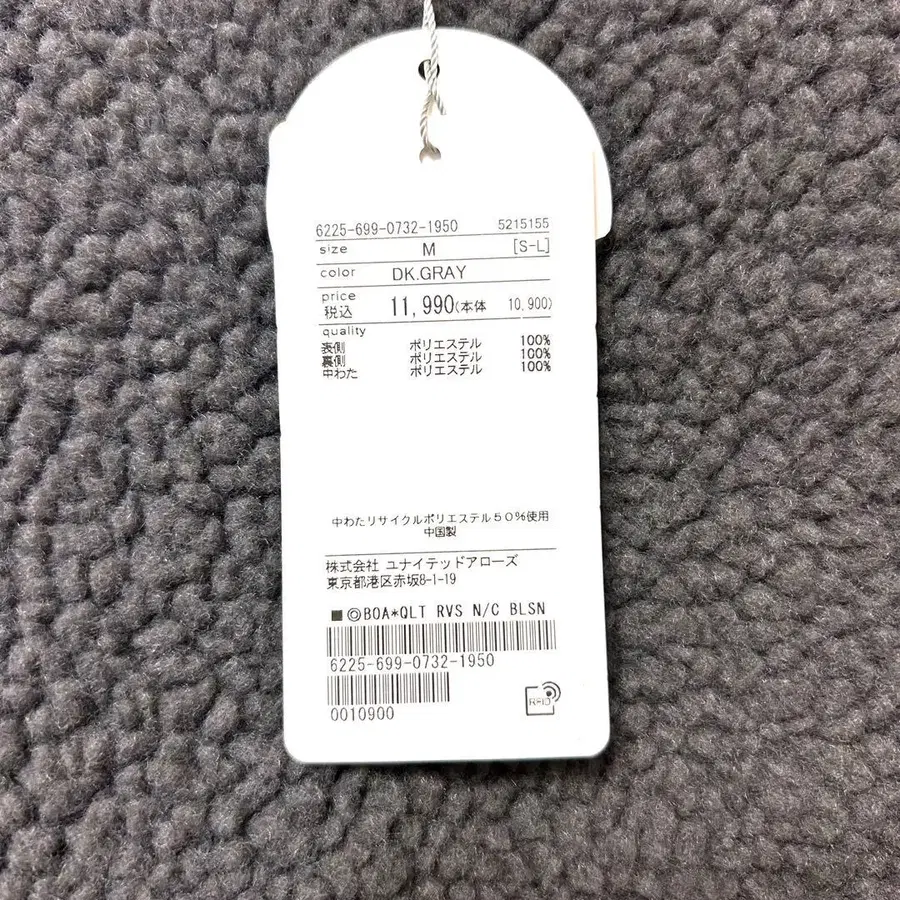 6225-699-0732-1950 5215155
size M [S-L]
color DK.GRAY
price
税込 11,990(本体 10,900)
quality
表側 ポリエステル 100%
裏側 ポリエステル 100%
中わた ポリエステル 100%
中わたリサイクルポリエステル50%使用
中国製
株式会社 ユナイテッドアローズ
東京都港区赤坂8-1-19
■◎BOA*QLT RVS N/C BLSN
6225-699-0732-1950
0010900
RFID